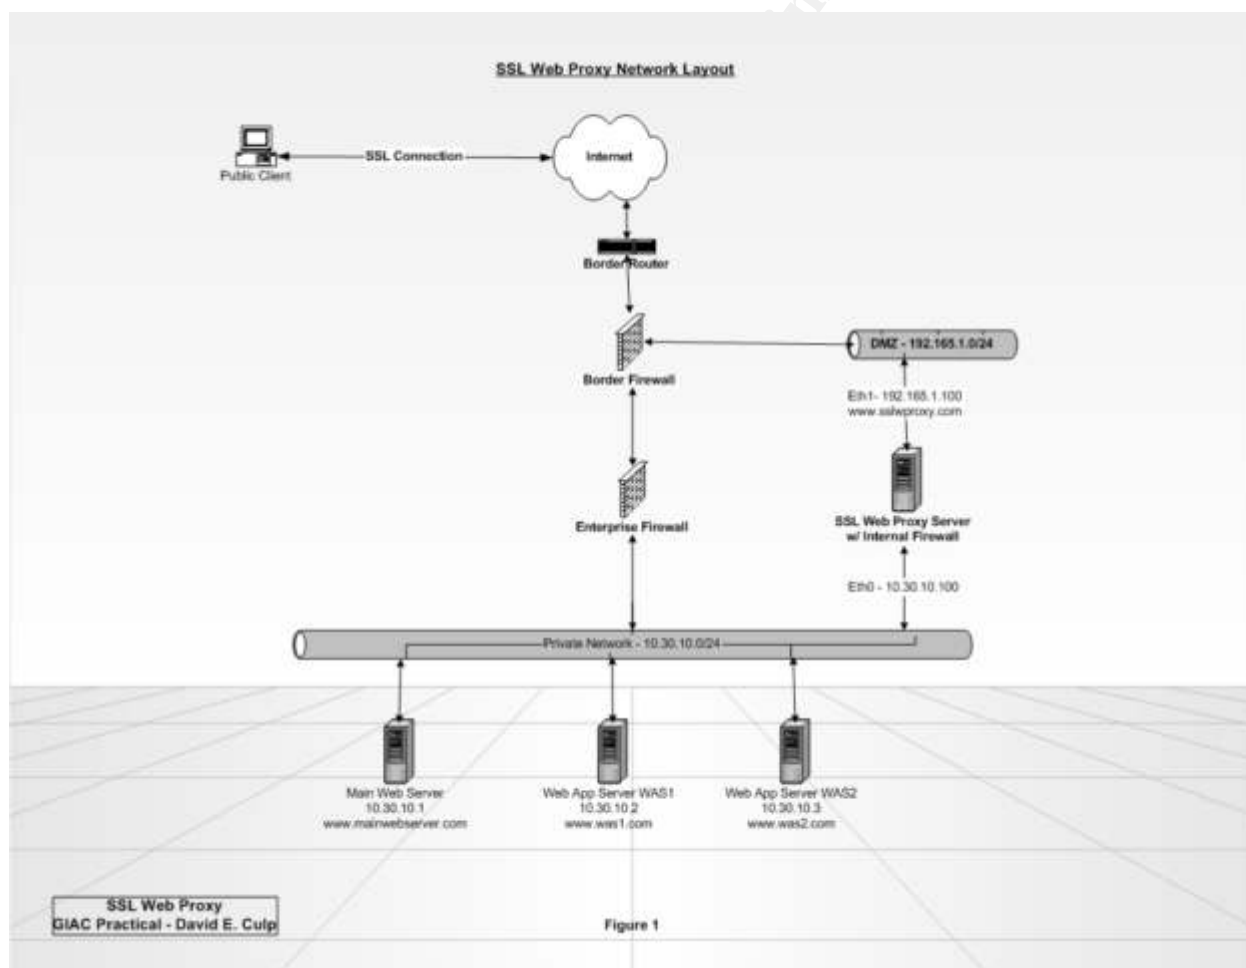 SSL Web Proxy Network Layout
SSL Connection
Internet
Public Client
Border Router
DMZ - 192.165.1.0/24
Border Firewall
Eth1- 192.165.1.100
www.sslwproxy.com
Enterprise Firewall
SSL Web Proxy Server
w/ Internal Firewall
Eth0 - 10.30.10.100
Private Network - 10.30.10.0/24
Main Web Server
10.30.10.1
www.mainwebserver.com
Web App Server WAS1
10.30.10.2
www.was1.com
Web App Server WAS2
10.30.10.3
www.was2.com
SSL Web Proxy
GIAC Practical - David E. Culp
Figure 1